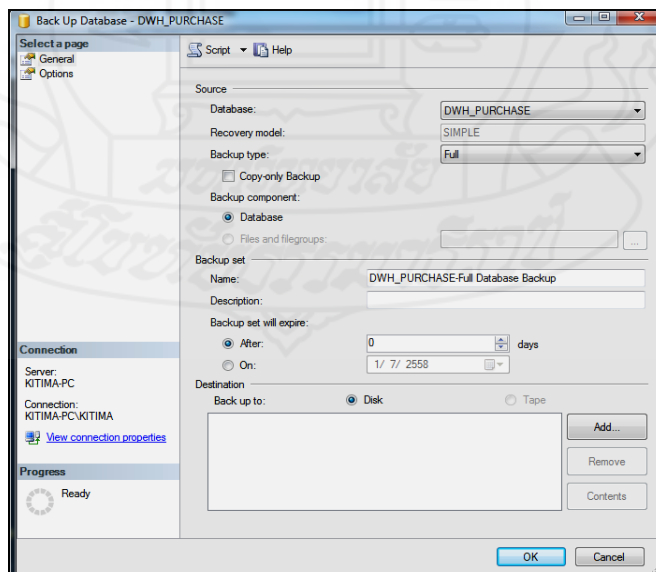 Back Up Database - DWH_PURCHASE
Select a page
General
Options
Script
Help
Source
Database:
DWH_PURCHASE
Recovery model:
SIMPLE
Backup type:
Full
Copy-only Backup
Backup component:
Database
Files and filegroups:
...
Backup set
Name:
DWH_PURCHASE-Full Database Backup
Description:
Backup set will expire:
After:
0
days
On:
1/ 7/ 2558
Destination
Back up to:
Disk
Tape
Add...
Remove
Contents
Connection
Server:
KITIMA-PC
Connection:
KITIMA-PC\KITIMA
View connection properties
Progress
Ready
OK
Cancel